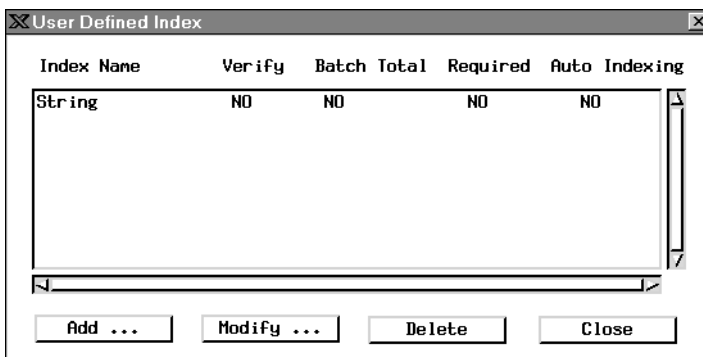 User Defined Index
Index Name Verify Batch Total Required Auto Indexing
String NO NO NO NO
Add ... Modify ... Delete Close